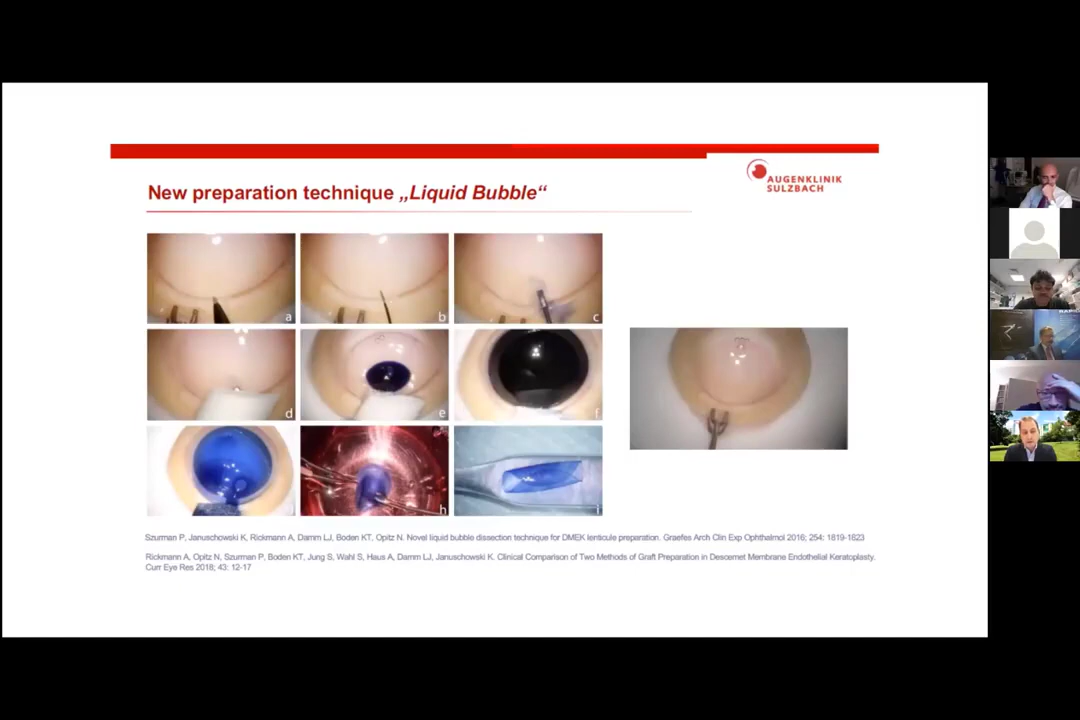 AUGENKLINIK
SULZBACH
New preparation technique „Liquid Bubble“
a
b
c
d
e
f
h
i
Szurman P, Januschowski K, Rickmann A, Damm LJ, Boden KT, Opitz N. Novel liquid bubble dissection technique for DMEK lenticule preparation. Graefes Arch Clin Exp Ophthalmol 2016; 254: 1819-1823
Rickmann A, Opitz N, Szurman P, Boden KT, Jung S, Wahl S, Haus A, Damm LJ, Januschowski K. Clinical Comparison of Two Methods of Graft Preparation in Descemet Membrane Endothelial Keratoplasty.
Curr Eye Res 2018; 43: 12-17